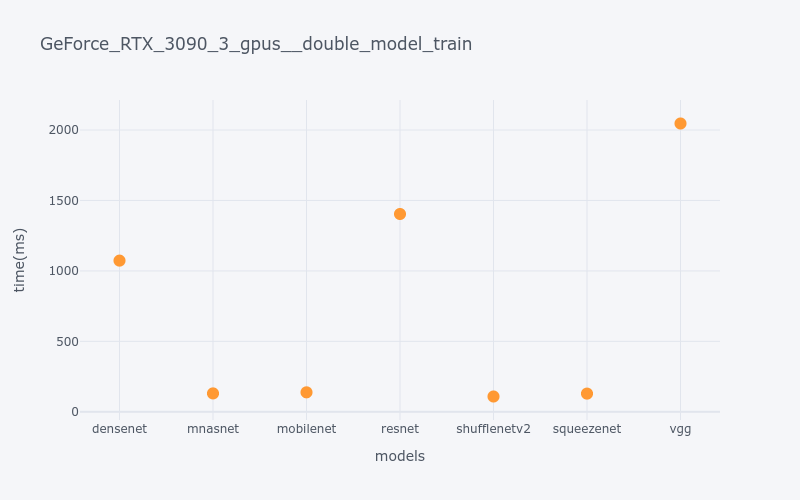 GeForce_RTX_3090_3_gpus__double_model_train
time(ms)
2000
1500
1000
500
0
densenet mnasnet mobilenet resnet shufflenetv2 squeezenet vgg
models